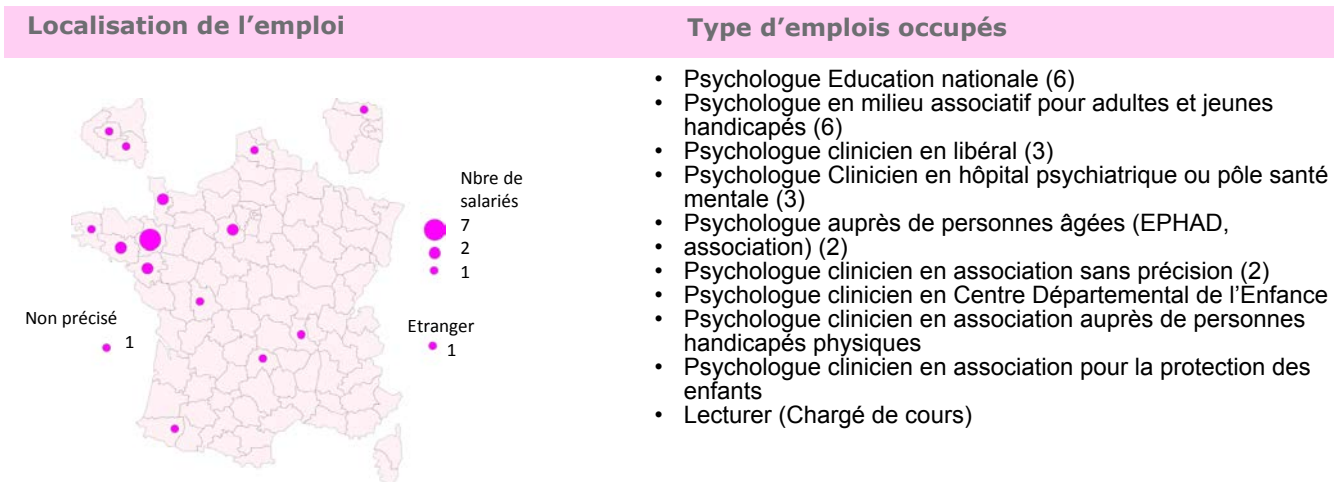 Localisation de l'emploi
Nbre de
salariés
7
2
1
Non précisé
1
Etranger
1
Type d'emplois occupés
• Psychologue Education nationale (6)
• Psychologue en milieu associatif pour adultes et jeunes
handicapés (6)
• Psychologue clinicien en libéral (3)
• Psychologue Clinicien en hôpital psychiatrique ou pôle santé
mentale (3)
• Psychologue auprès de personnes âgées (EPHAD,
• association) (2)
• Psychologue clinicien en association sans précision (2)
• Psychologue clinicien en Centre Départemental de l'Enfance
• Psychologue clinicien en association auprès de personnes
handicapés physiques
• Psychologue clinicien en association pour la protection des
enfants
• Lecturer (Chargé de cours)